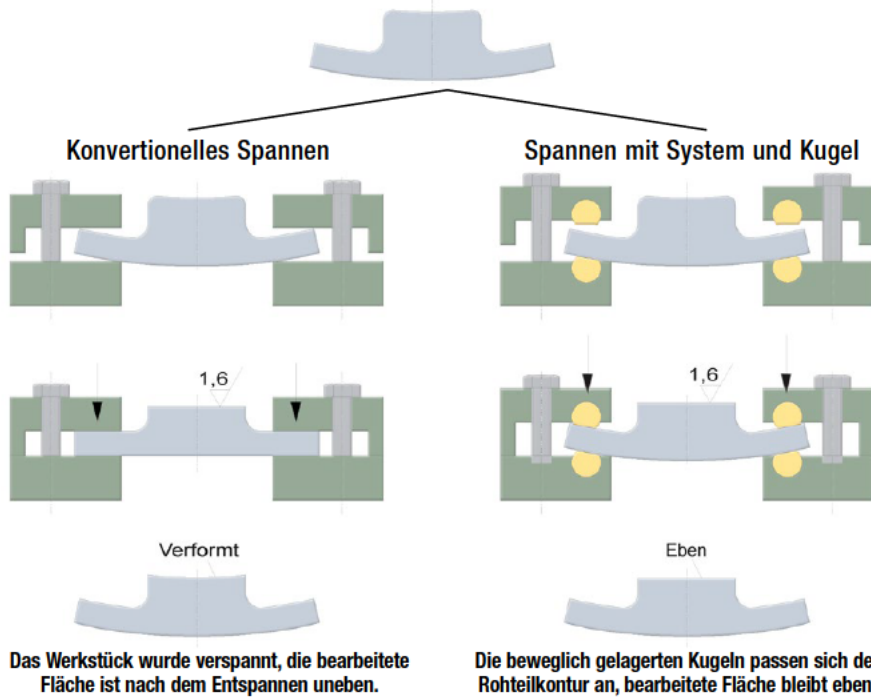 Konvertionelles Spannen
Spannen mit System und Kugel
1,6
1,6
Verformt
Eben
Das Werkstück wurde verspannt, die bearbeitete
Fläche ist nach dem Entspannen uneben.
Die beweglich gelagerten Kugeln passen sich de
Rohteilkontur an, bearbeitete Fläche bleibt eben